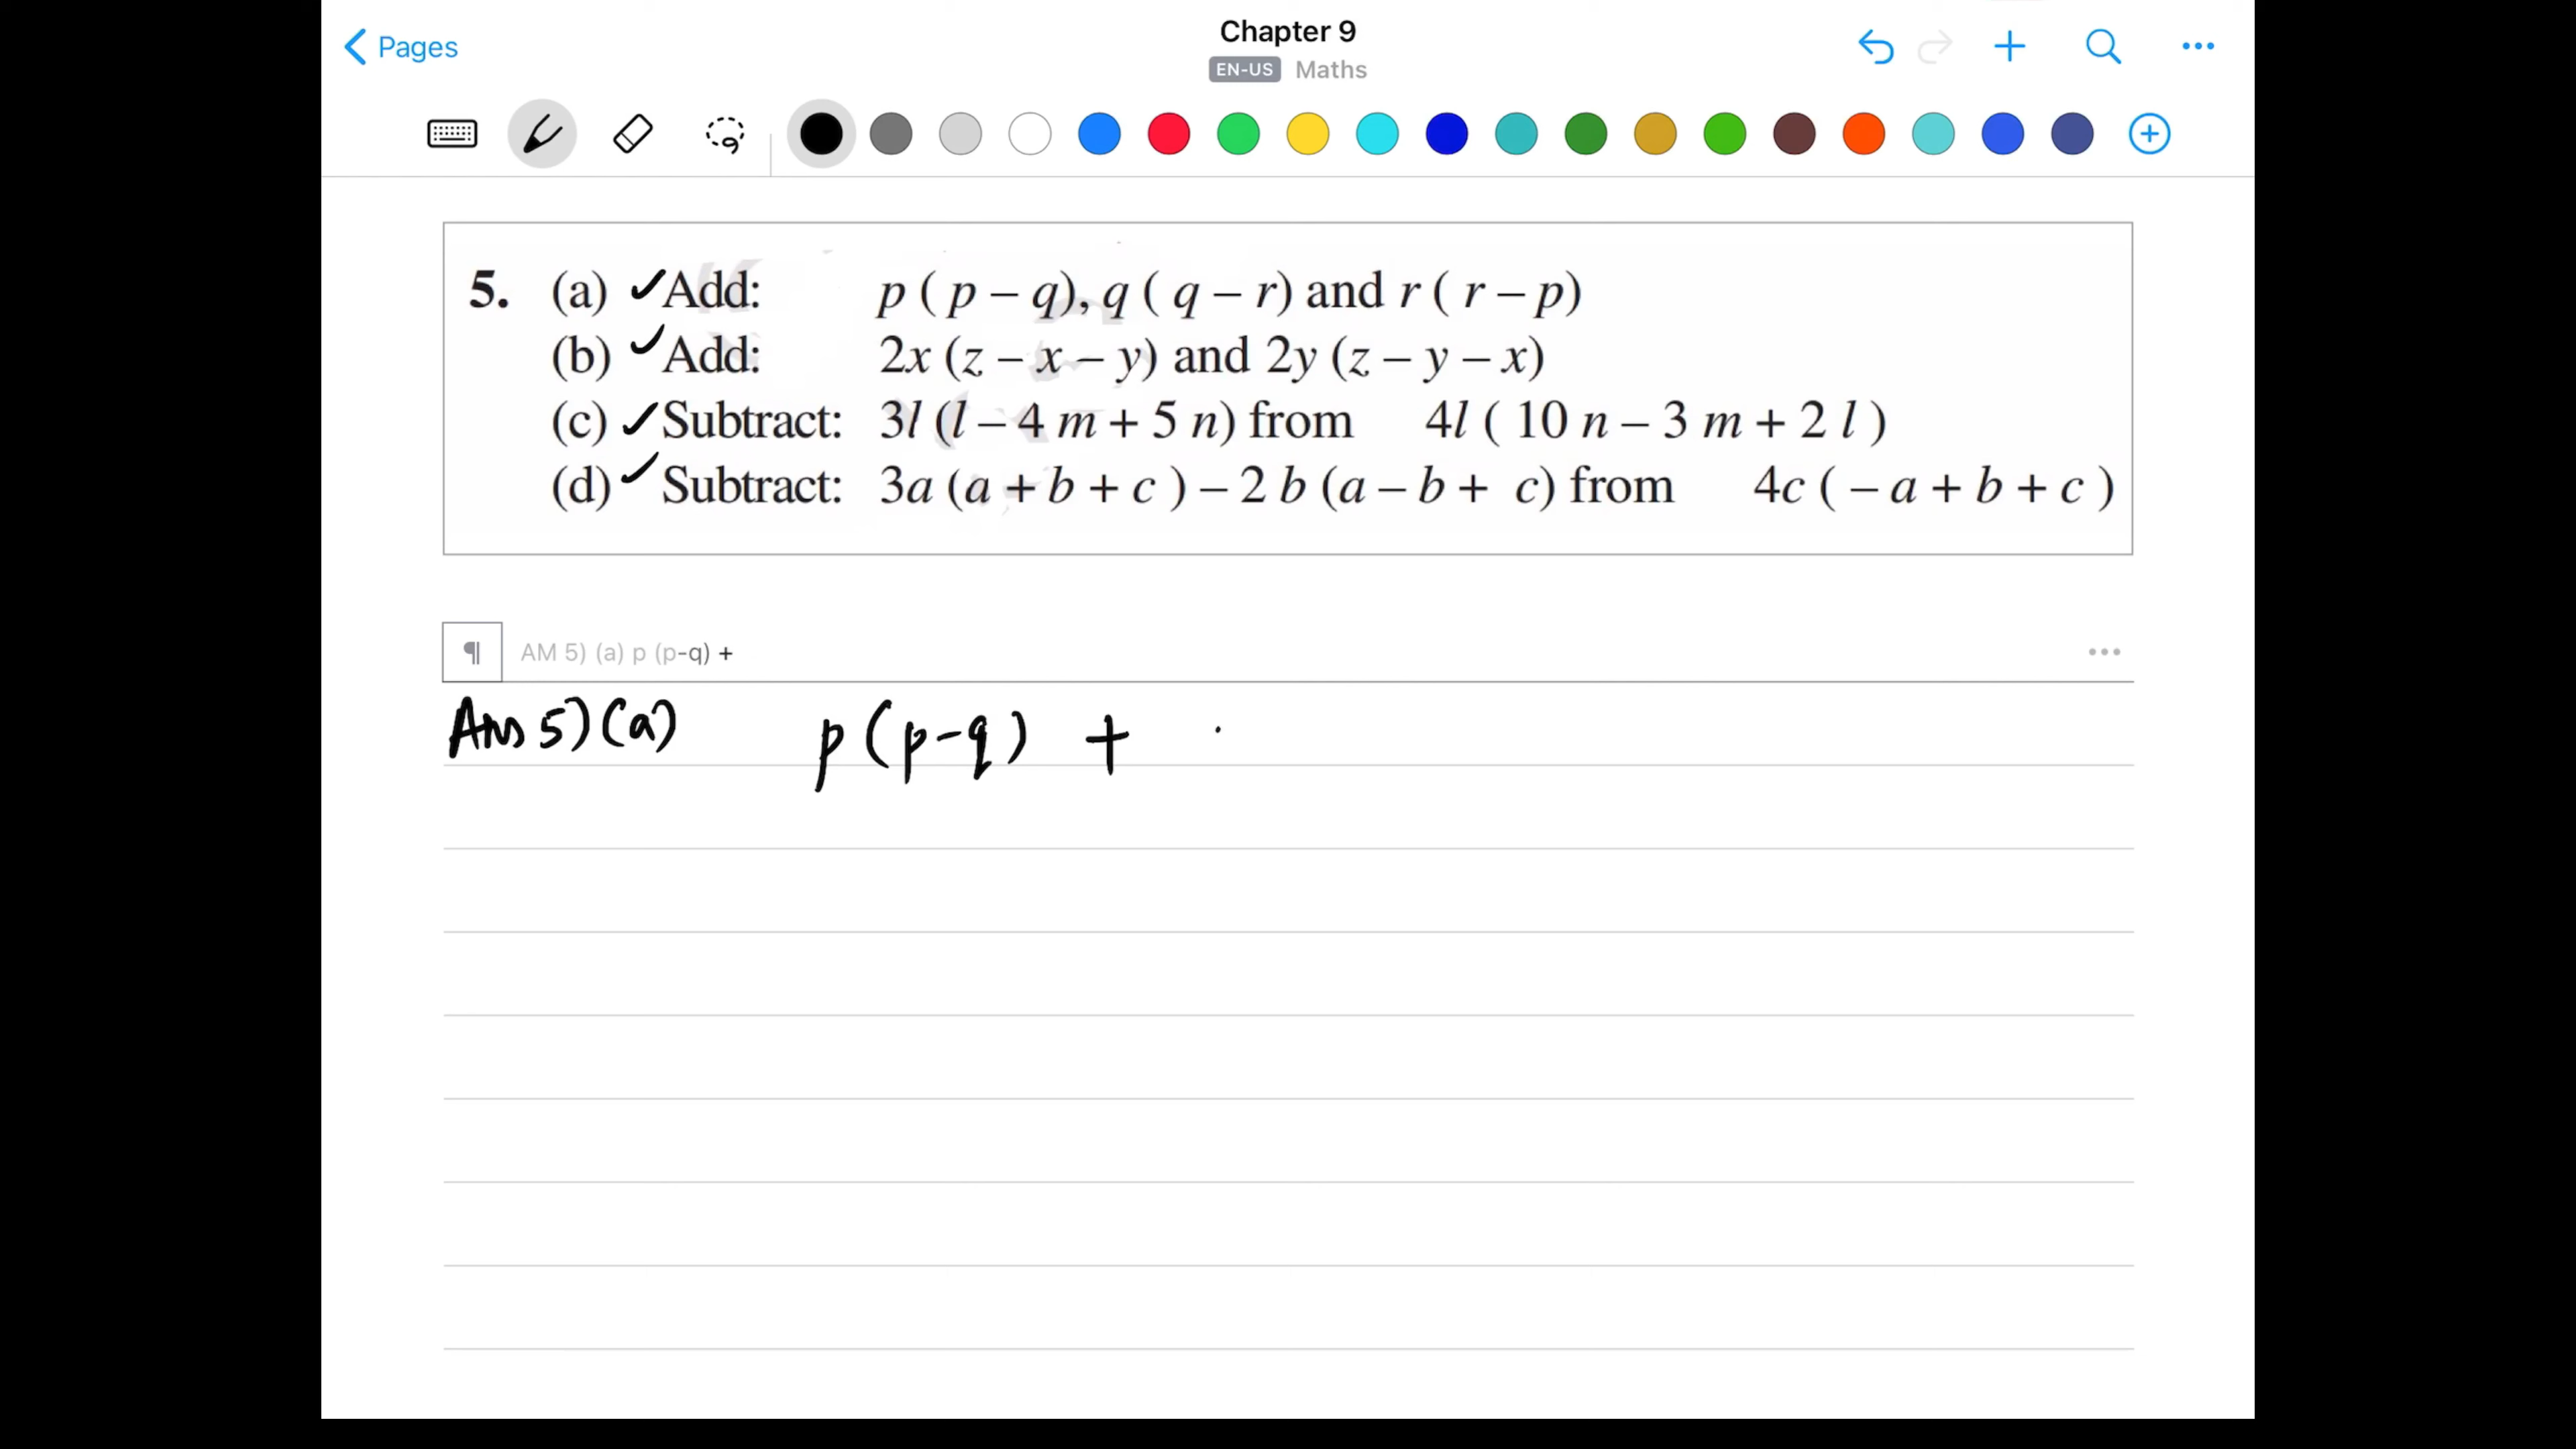 Pages
Chapter 9
EN-US Maths
5. (a) ✓Add: p ( p – q), q ( q – r) and r ( r – p)
(b) ✓Add: 2x (z – x – y) and 2y (z – y – x)
(c) ✓Subtract: 3l (l – 4 m + 5 n) from 4l ( 10 n – 3 m + 2 l )
(d) ✓Subtract: 3a (a + b + c ) – 2 b (a – b + c) from 4c ( – a + b + c )
AM 5) (a) p (p-q) +
Ans 5) (a) p(p-q) +